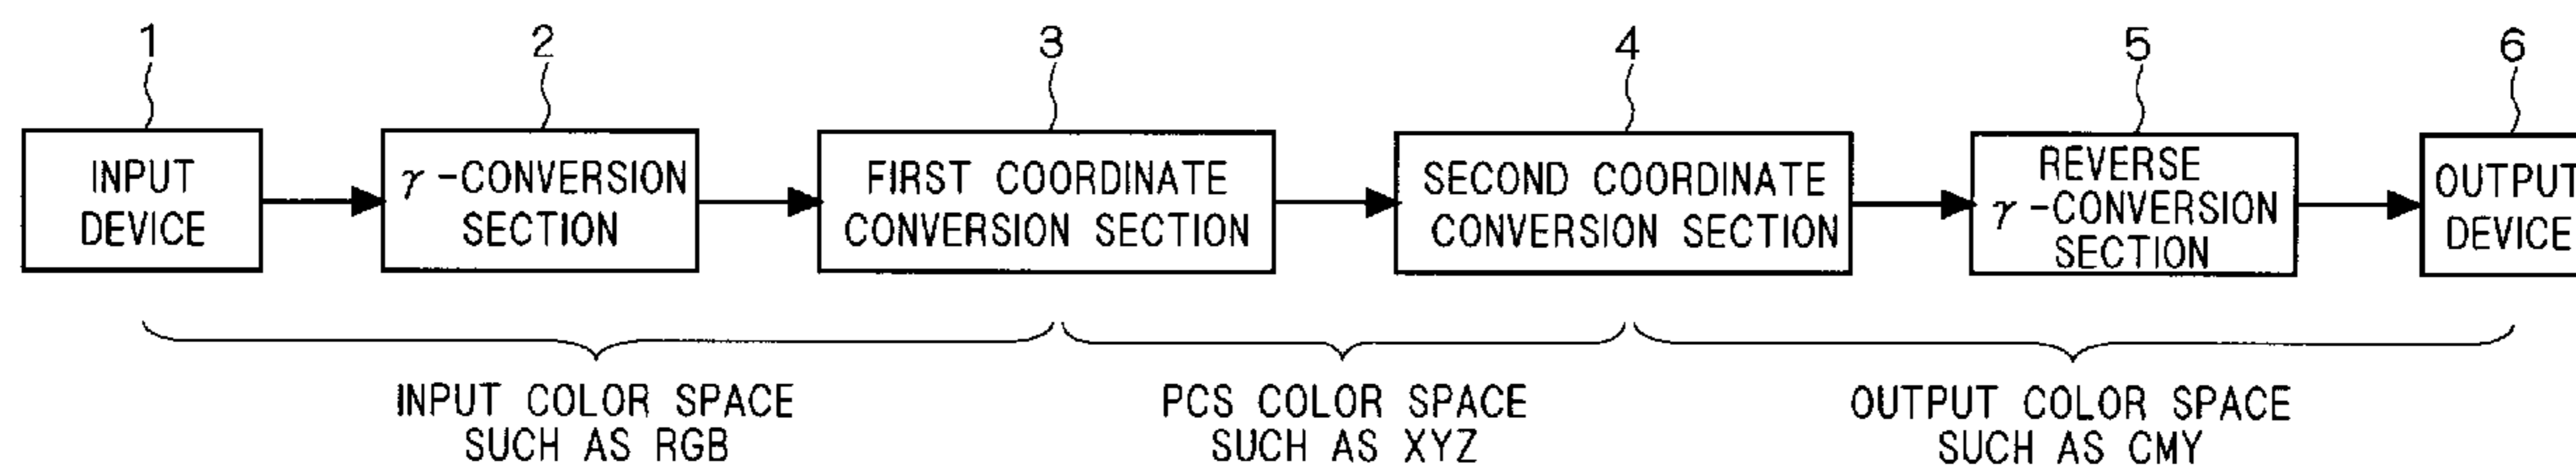 1
2
3
4
5
6
INPUT
DEVICE
γ-CONVERSION
SECTION
FIRST COORDINATE
CONVERSION SECTION
SECOND COORDINATE
CONVERSION SECTION
REVERSE
γ-CONVERSION
SECTION
OUTPUT
DEVICE
INPUT COLOR SPACE
SUCH AS RGB
PCS COLOR SPACE
SUCH AS XYZ
OUTPUT COLOR SPACE
SUCH AS CMY